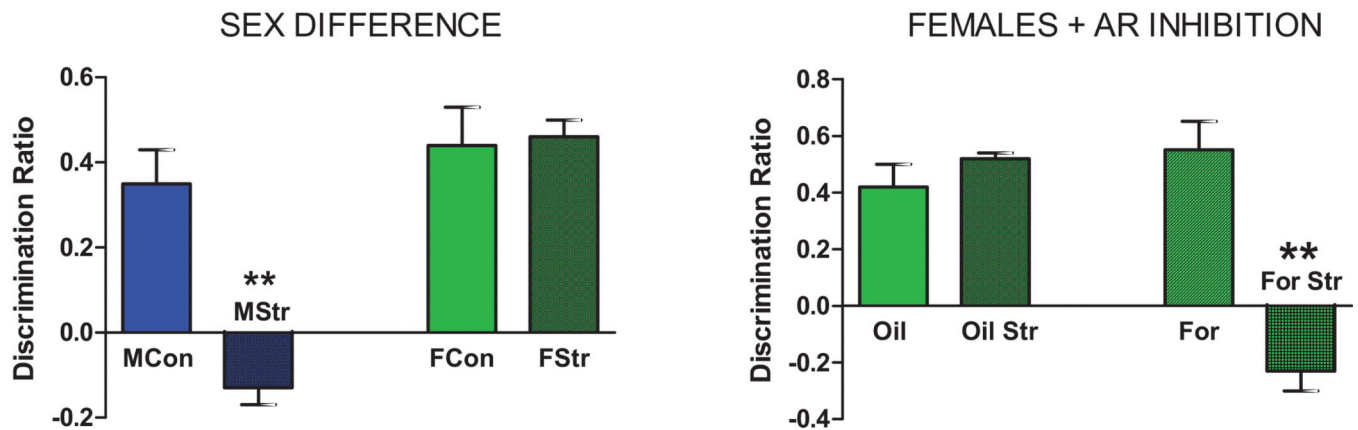 SEX DIFFERENCE
Discrimination Ratio
0.6
0.4
0.2
0.0
-0.2
MCon
**
MStr
FCon
FStr
FEMALES + AR INHIBITION
Discrimination Ratio
0.8
0.6
0.4
0.2
0.0
-0.2
-0.4
Oil
Oil Str
For
**
For Str